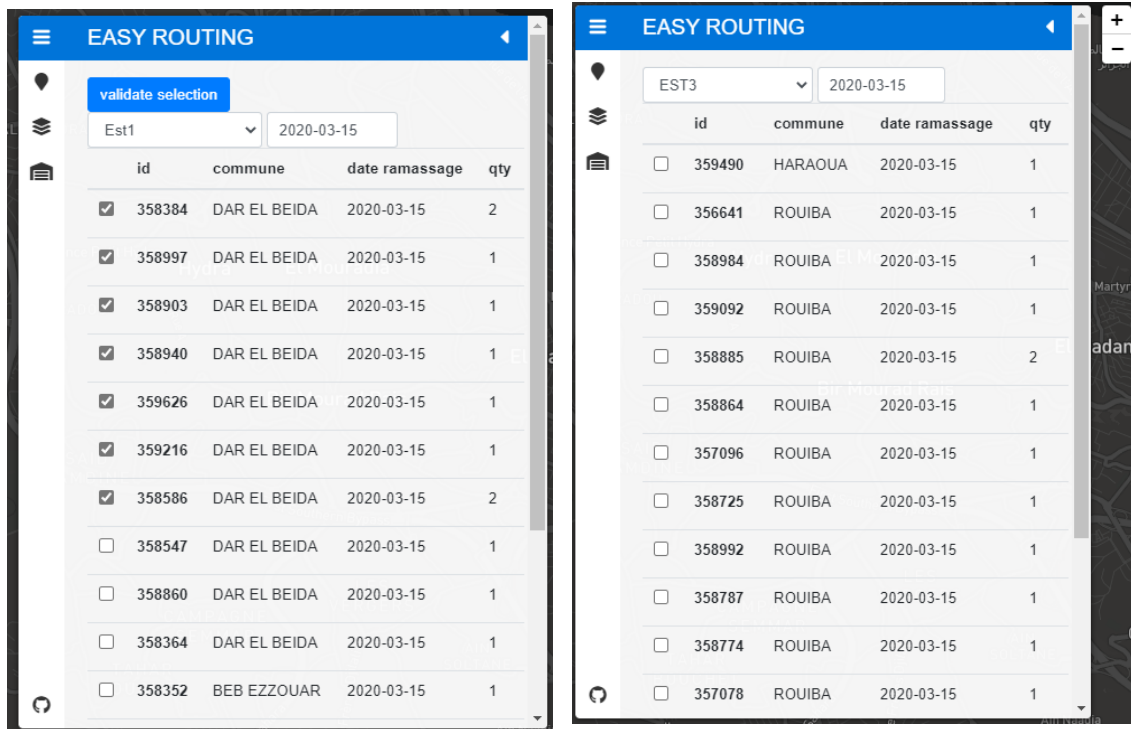 EASY ROUTING
validate selection
Est1 2020-03-15
id commune date ramassage qty
358384 DAR EL BEIDA 2020-03-15 2
358997 DAR EL BEIDA 2020-03-15 1
358903 DAR EL BEIDA 2020-03-15 1
358940 DAR EL BEIDA 2020-03-15 1
359626 DAR EL BEIDA 2020-03-15 1
359216 DAR EL BEIDA 2020-03-15 1
358586 DAR EL BEIDA 2020-03-15 2
358547 DAR EL BEIDA 2020-03-15 1
358860 DAR EL BEIDA 2020-03-15 1
358364 DAR EL BEIDA 2020-03-15 1
358352 BEB EZZOUAR 2020-03-15 1
EASY ROUTING
EST3 2020-03-15
id commune date ramassage qty
359490 HARAOUA 2020-03-15 1
356641 ROUIBA 2020-03-15 1
358984 ROUIBA 2020-03-15 1
359092 ROUIBA 2020-03-15 1
358885 ROUIBA 2020-03-15 2
358864 ROUIBA 2020-03-15 1
357096 ROUIBA 2020-03-15 1
358725 ROUIBA 2020-03-15 1
358992 ROUIBA 2020-03-15 1
358787 ROUIBA 2020-03-15 1
358774 ROUIBA 2020-03-15 1
357078 ROUIBA 2020-03-15 1
+
−
Martyr
adan